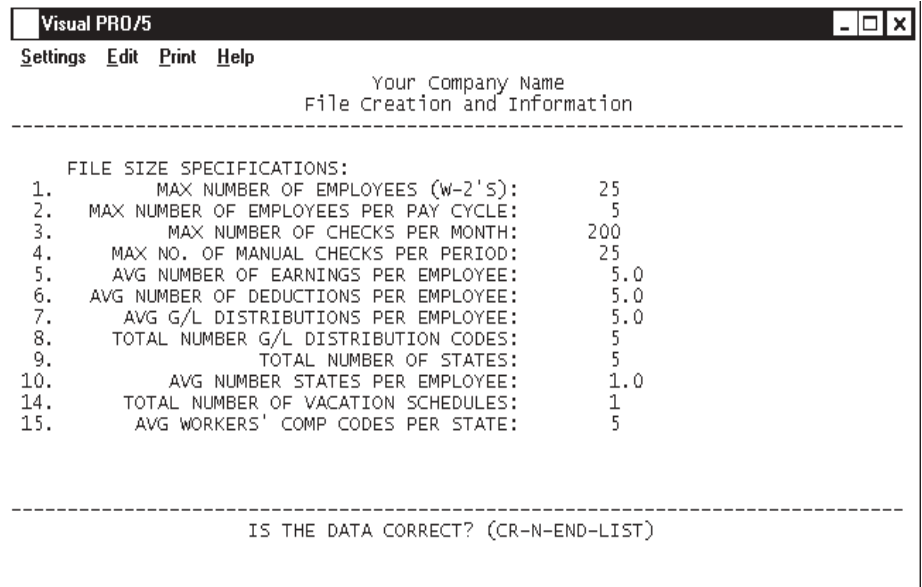 Visual PRO/5
Settings Edit Print Help
Your Company Name
File Creation and Information
FILE SIZE SPECIFICATIONS:
1. MAX NUMBER OF EMPLOYEES (W-2'S): 25
2. MAX NUMBER OF EMPLOYEES PER PAY CYCLE: 5
3. MAX NUMBER OF CHECKS PER MONTH: 200
4. MAX NO. OF MANUAL CHECKS PER PERIOD: 25
5. AVG NUMBER OF EARNINGS PER EMPLOYEE: 5.0
6. AVG NUMBER OF DEDUCTIONS PER EMPLOYEE: 5.0
7. AVG G/L DISTRIBUTIONS PER EMPLOYEE: 5.0
8. TOTAL NUMBER G/L DISTRIBUTION CODES: 5
9. TOTAL NUMBER OF STATES: 5
10. AVG NUMBER STATES PER EMPLOYEE: 1.0
14. TOTAL NUMBER OF VACATION SCHEDULES: 1
15. AVG WORKERS' COMP CODES PER STATE: 5
IS THE DATA CORRECT? (CR-N-END-LIST)